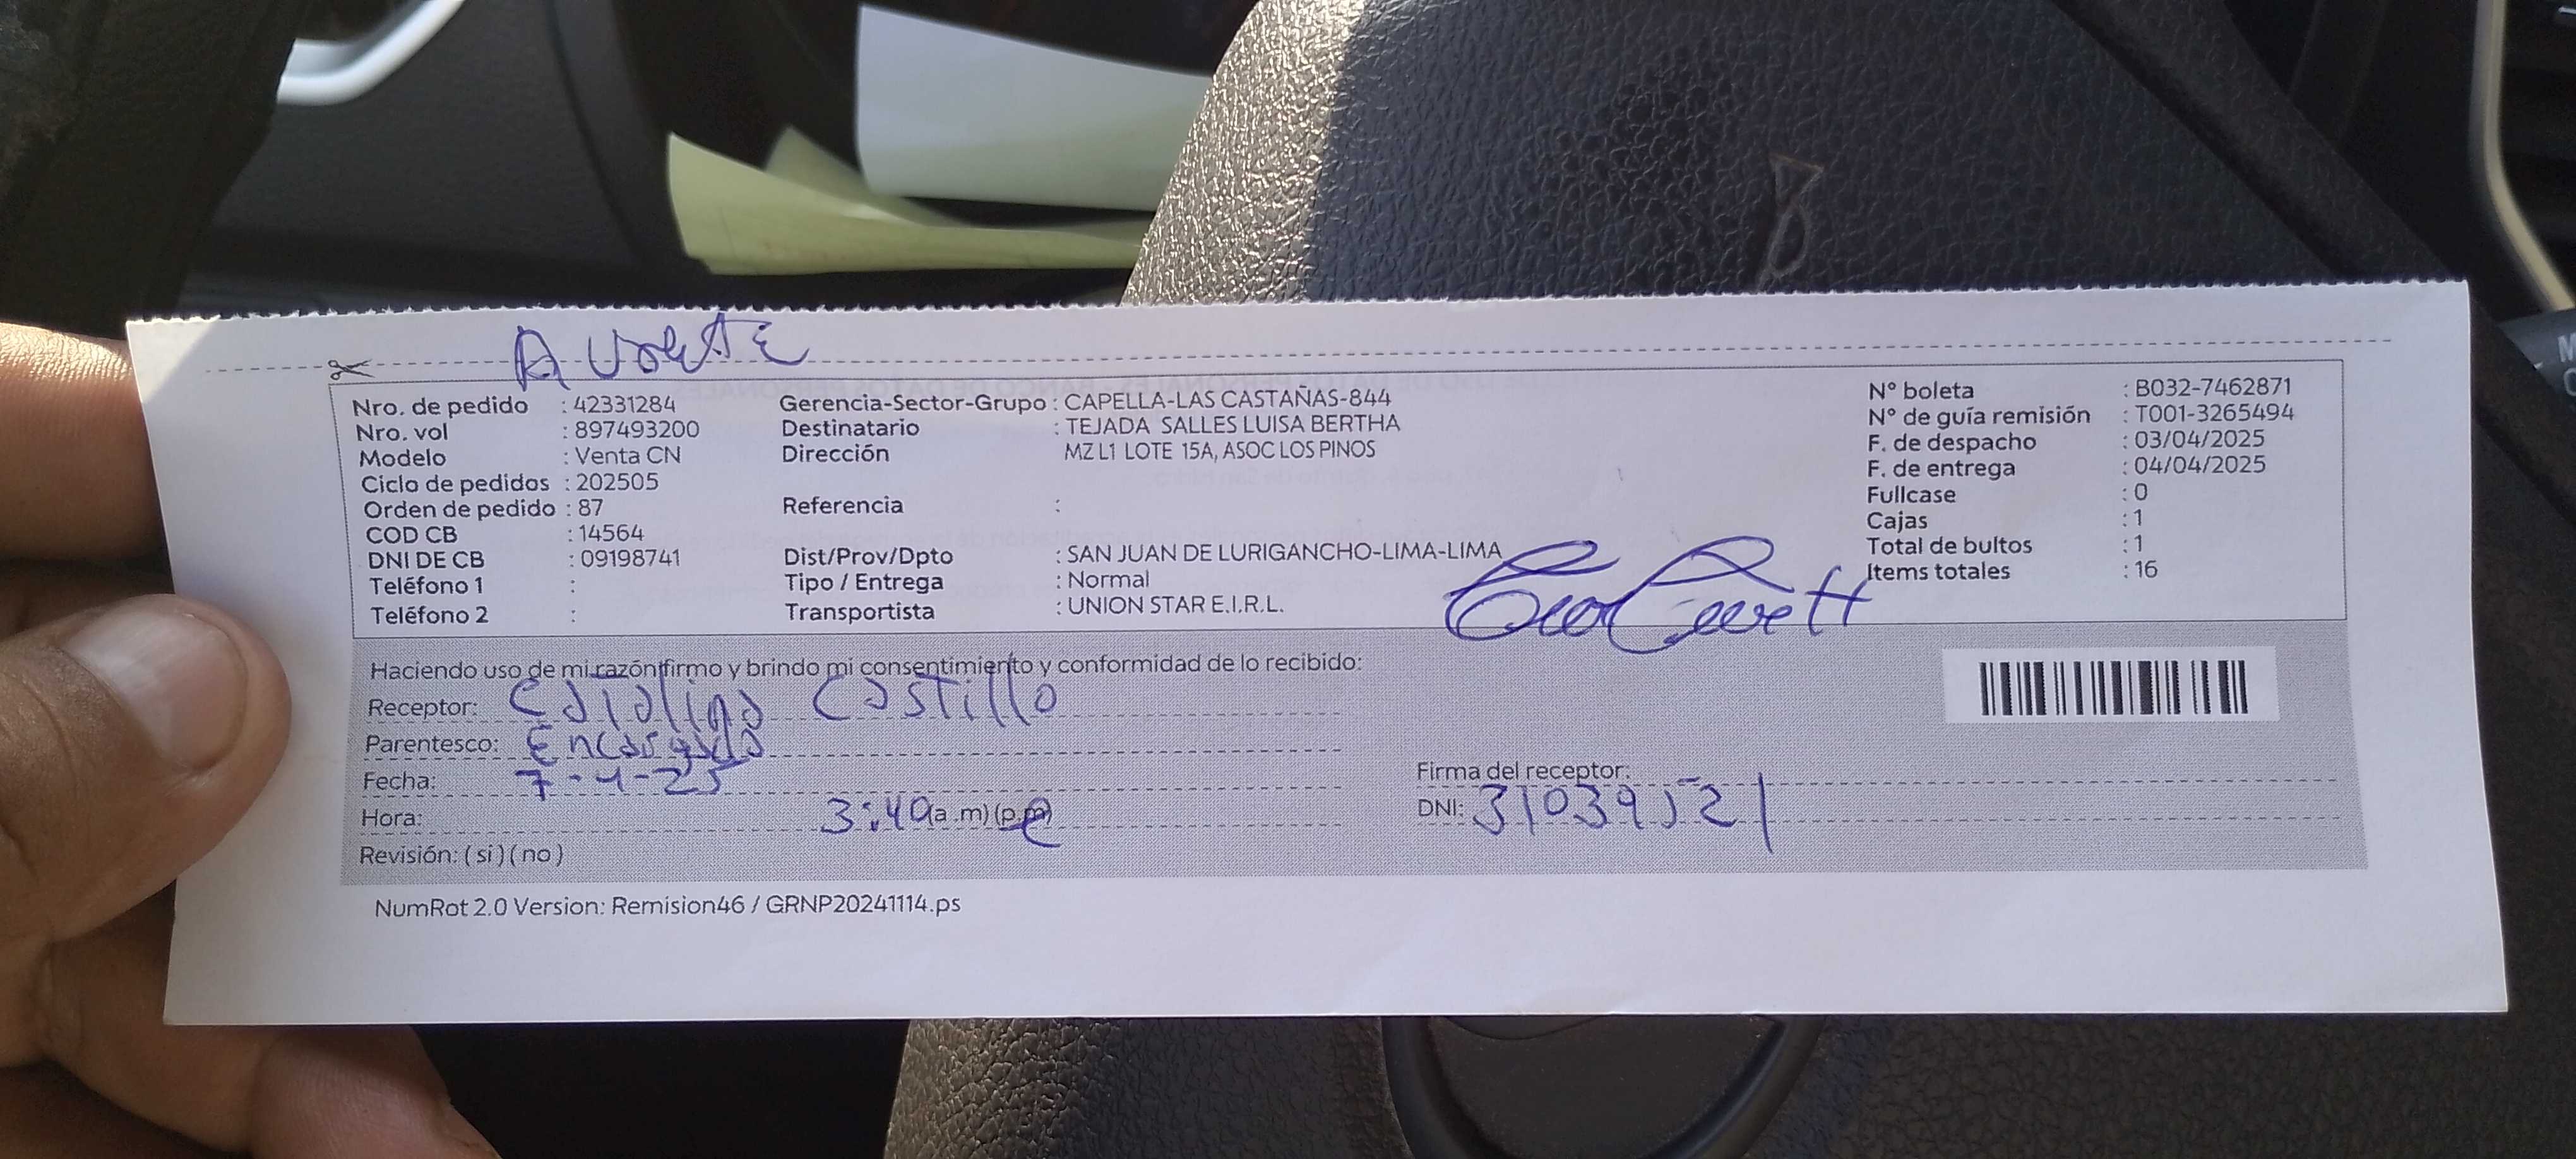 Nro. de pedido : 42331284
Nro. vol : 897493200
Modelo : Venta CN
Ciclo de pedidos : 202505
Orden de pedido : 87
COD CB : 14564
DNI DE CB : 09198741
Teléfono 1 :
Teléfono 2 :
Gerencia-Sector-Grupo : CAPELLA-LAS CASTAÑAS-844
Destinatario : TEJADA SALLES LUISA BERTHA
Dirección MZ L1 LOTE 15A, ASOC LOS PINOS
Referencia :
Dist/Prov/Dpto : SAN JUAN DE LURIGANCHO-LIMA-LIMA
Tipo / Entrega : Normal
Transportista : UNION STAR E.I.R.L.
N° boleta : B032-7462871
N° de guía remisión : T001-3265494
F. de despacho : 03/04/2025
F. de entrega : 04/04/2025
Fullcase : 0
Cajas : 1
Total de bultos : 1
Items totales : 16
Haciendo uso de mi razón firmo y brindo mi consentimiento y conformidad de lo recibido:
Receptor: Castillo
Parentesco: Encargada
Fecha: 7-4-25
Hora: 3:40 (a.m) (p.m)
Revisión: ( si ) ( no )
Firma del receptor:
DNI: 31039521
NumRot 2.0 Version: Remision46 / GRNP20241114.ps